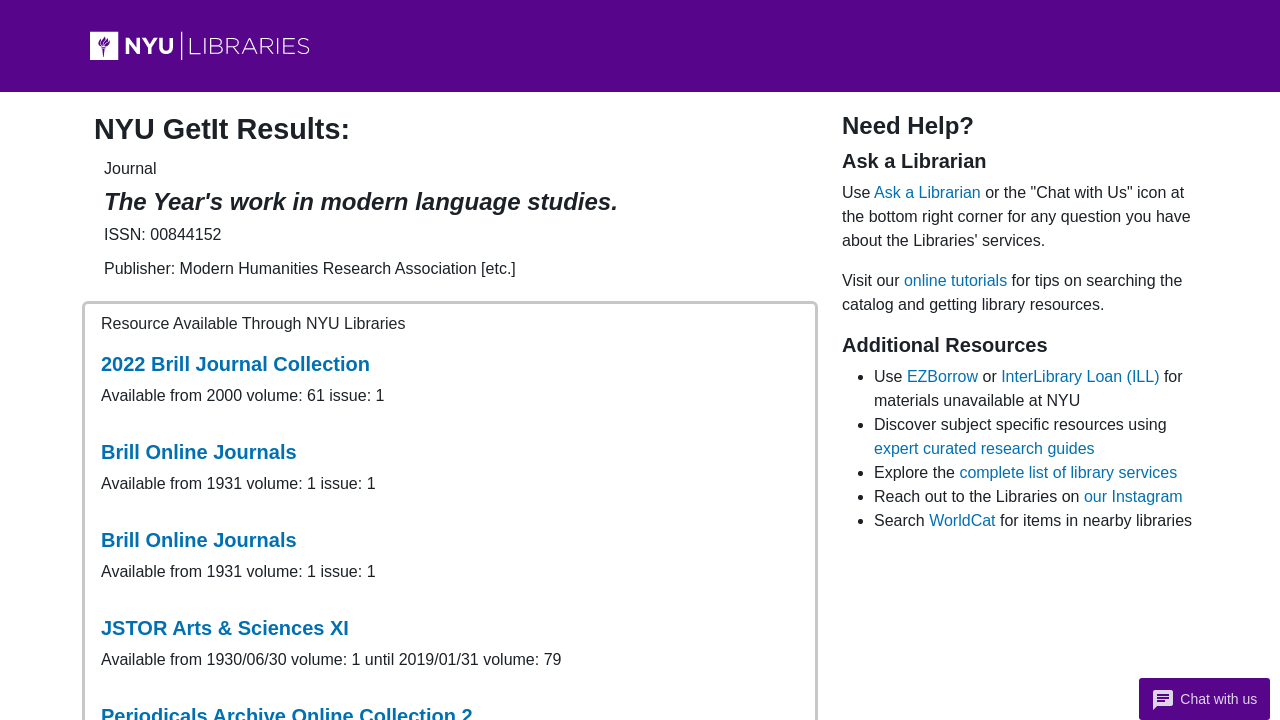 NYU LIBRARIES
NYU GetIt Results:
Journal
The Year's work in modern language studies.
ISSN: 00844152
Publisher: Modern Humanities Research Association [etc.]
Resource Available Through NYU Libraries
2022 Brill Journal Collection
Available from 2000 volume: 61 issue: 1
Brill Online Journals
Available from 1931 volume: 1 issue: 1
Brill Online Journals
Available from 1931 volume: 1 issue: 1
JSTOR Arts & Sciences XI
Available from 1930/06/30 volume: 1 until 2019/01/31 volume: 79
Periodicals Archive Online Collection 2
Need Help?
Ask a Librarian
Use Ask a Librarian or the "Chat with Us" icon at
the bottom right corner for any question you have
about the Libraries' services.
Visit our online tutorials for tips on searching the
catalog and getting library resources.
Additional Resources
Use EZBorrow or InterLibrary Loan (ILL) for
materials unavailable at NYU
Discover subject specific resources using
expert curated research guides
Explore the complete list of library services
Reach out to the Libraries on our Instagram
Search WorldCat for items in nearby libraries
Chat with us